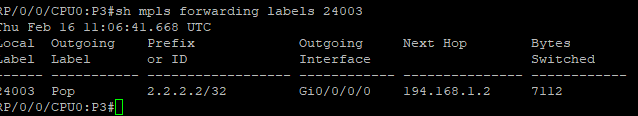 RP/0/0/CPU0:P3#sh mpls forwarding labels 24003
Thu Feb 16 11:06:41.668 UTC
Local  Outgoing    Prefix             Outgoing     Next Hop        Bytes
Label  Label       or ID              Interface                    Switched
------ ----------- ------------------ ------------ --------------- ------------
24003  Pop         2.2.2.2/32         Gi0/0/0/0    194.168.1.2     7112
RP/0/0/CPU0:P3#